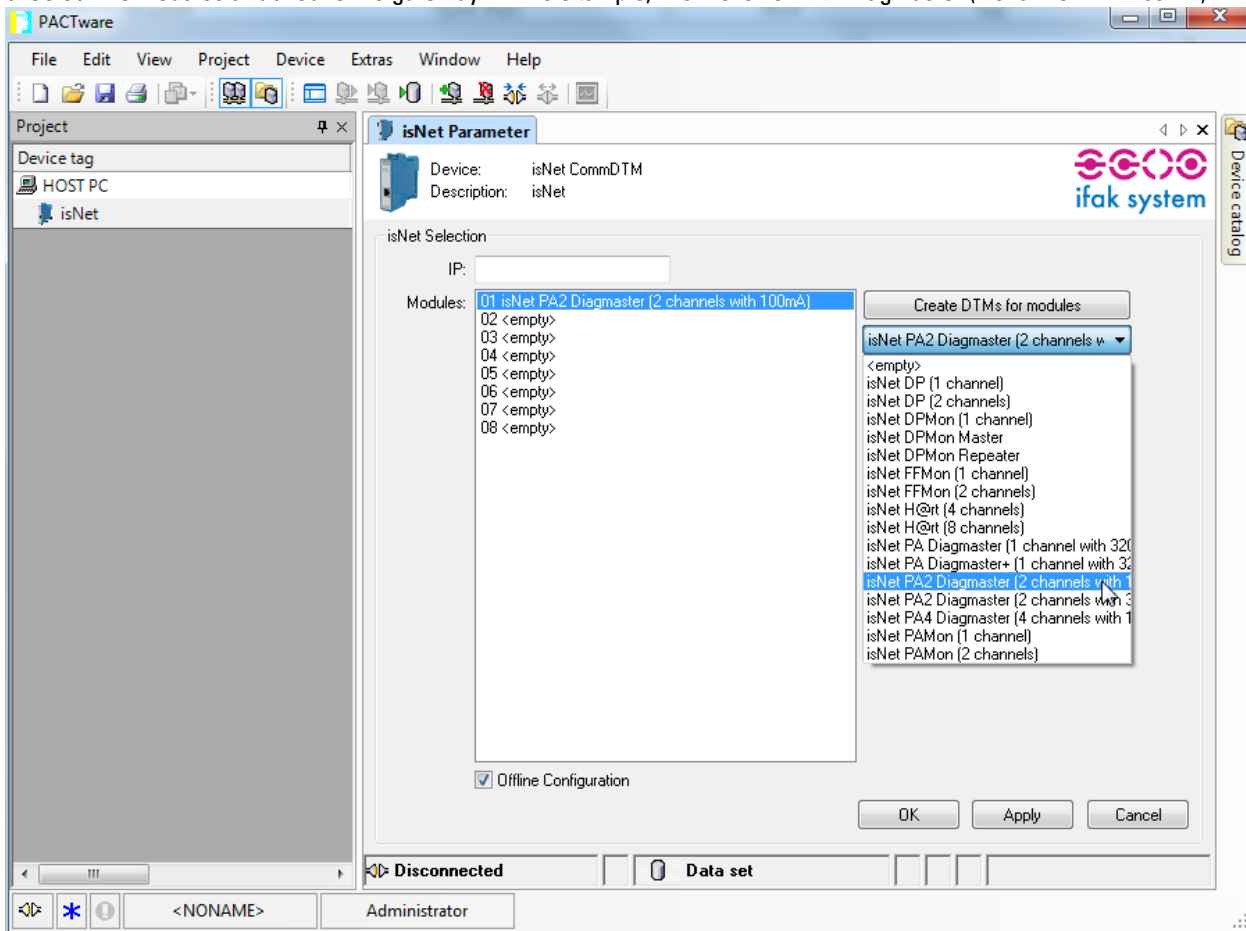 PACTware
File Edit View Project Device Extras Window Help
Project
isNet Parameter
Device tag
HOST PC
isNet
Device: isNet CommDTM
Description: isNet
ifak system
Device catalog
isNet Selection
IP:
Modules:
01 isNet PA2 Diagmaster (2 channels with 100mA)
02 <empty>
03 <empty>
04 <empty>
05 <empty>
06 <empty>
07 <empty>
08 <empty>
Create DTMs for modules
isNet PA2 Diagmaster (2 channels w
<empty>
isNet DP (1 channel)
isNet DP (2 channels)
isNet DPMon (1 channel)
isNet DPMon Master
isNet DPMon Repeater
isNet FFMon (1 channel)
isNet FFMon (2 channels)
isNet H@rt (4 channels)
isNet H@rt (8 channels)
isNet PA Diagmaster (1 channel with 320
isNet PA Diagmaster+ (1 channel with 32
isNet PA2 Diagmaster (2 channels with 1
isNet PA2 Diagmaster (2 channels with 3
isNet PA4 Diagmaster (4 channels with 1
isNet PAMon (1 channel)
isNet PAMon (2 channels)
Offline Configuration
OK Apply Cancel
Disconnected
Data set
<NONAME>
Administrator